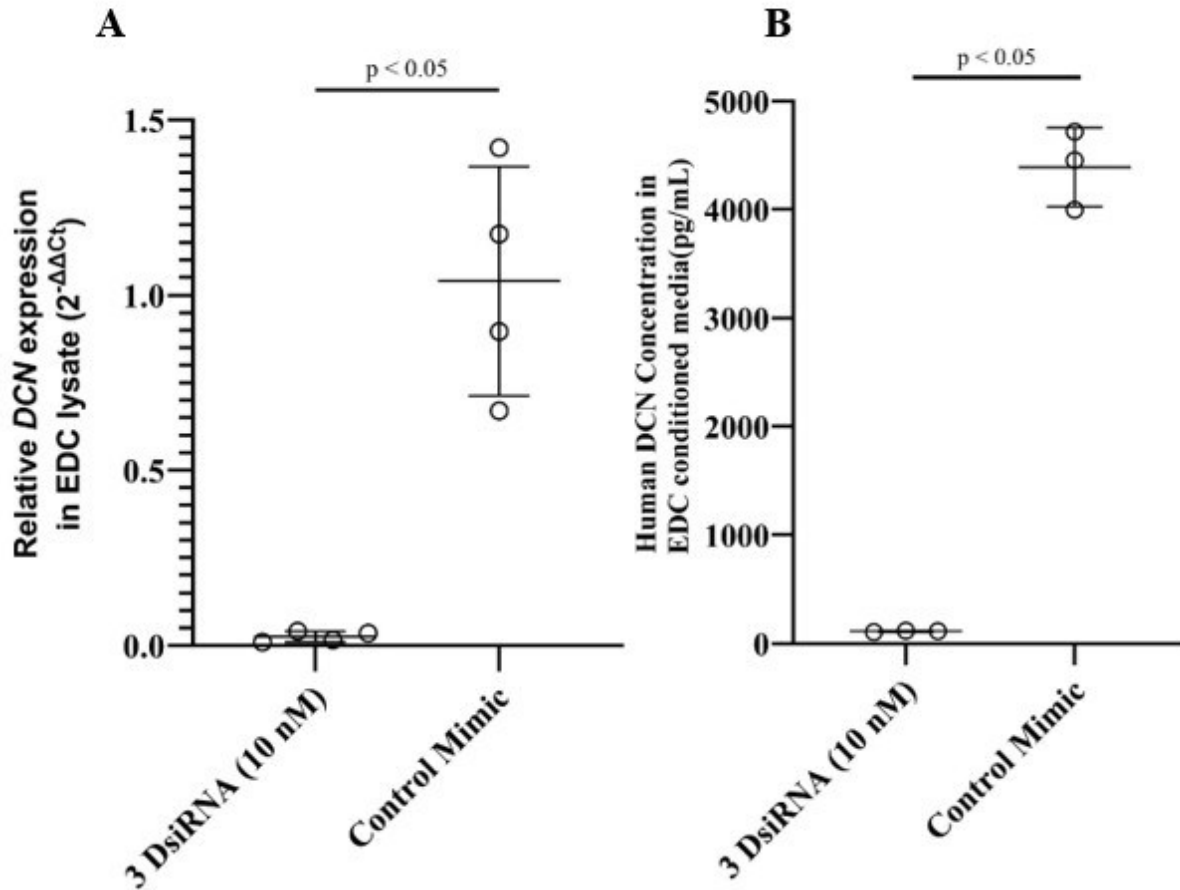 A
p < 0.05
Relative DCN expression
in EDC lysate (2^-ΔΔCt)
1.5
1.0
0.5
0.0
3 DsiRNA (10 nM)
Control Mimic
B
p < 0.05
Human DCN Concentration in
EDC conditioned media(pg/mL)
5000
4000
3000
2000
1000
0
3 DsiRNA (10 nM)
Control Mimic